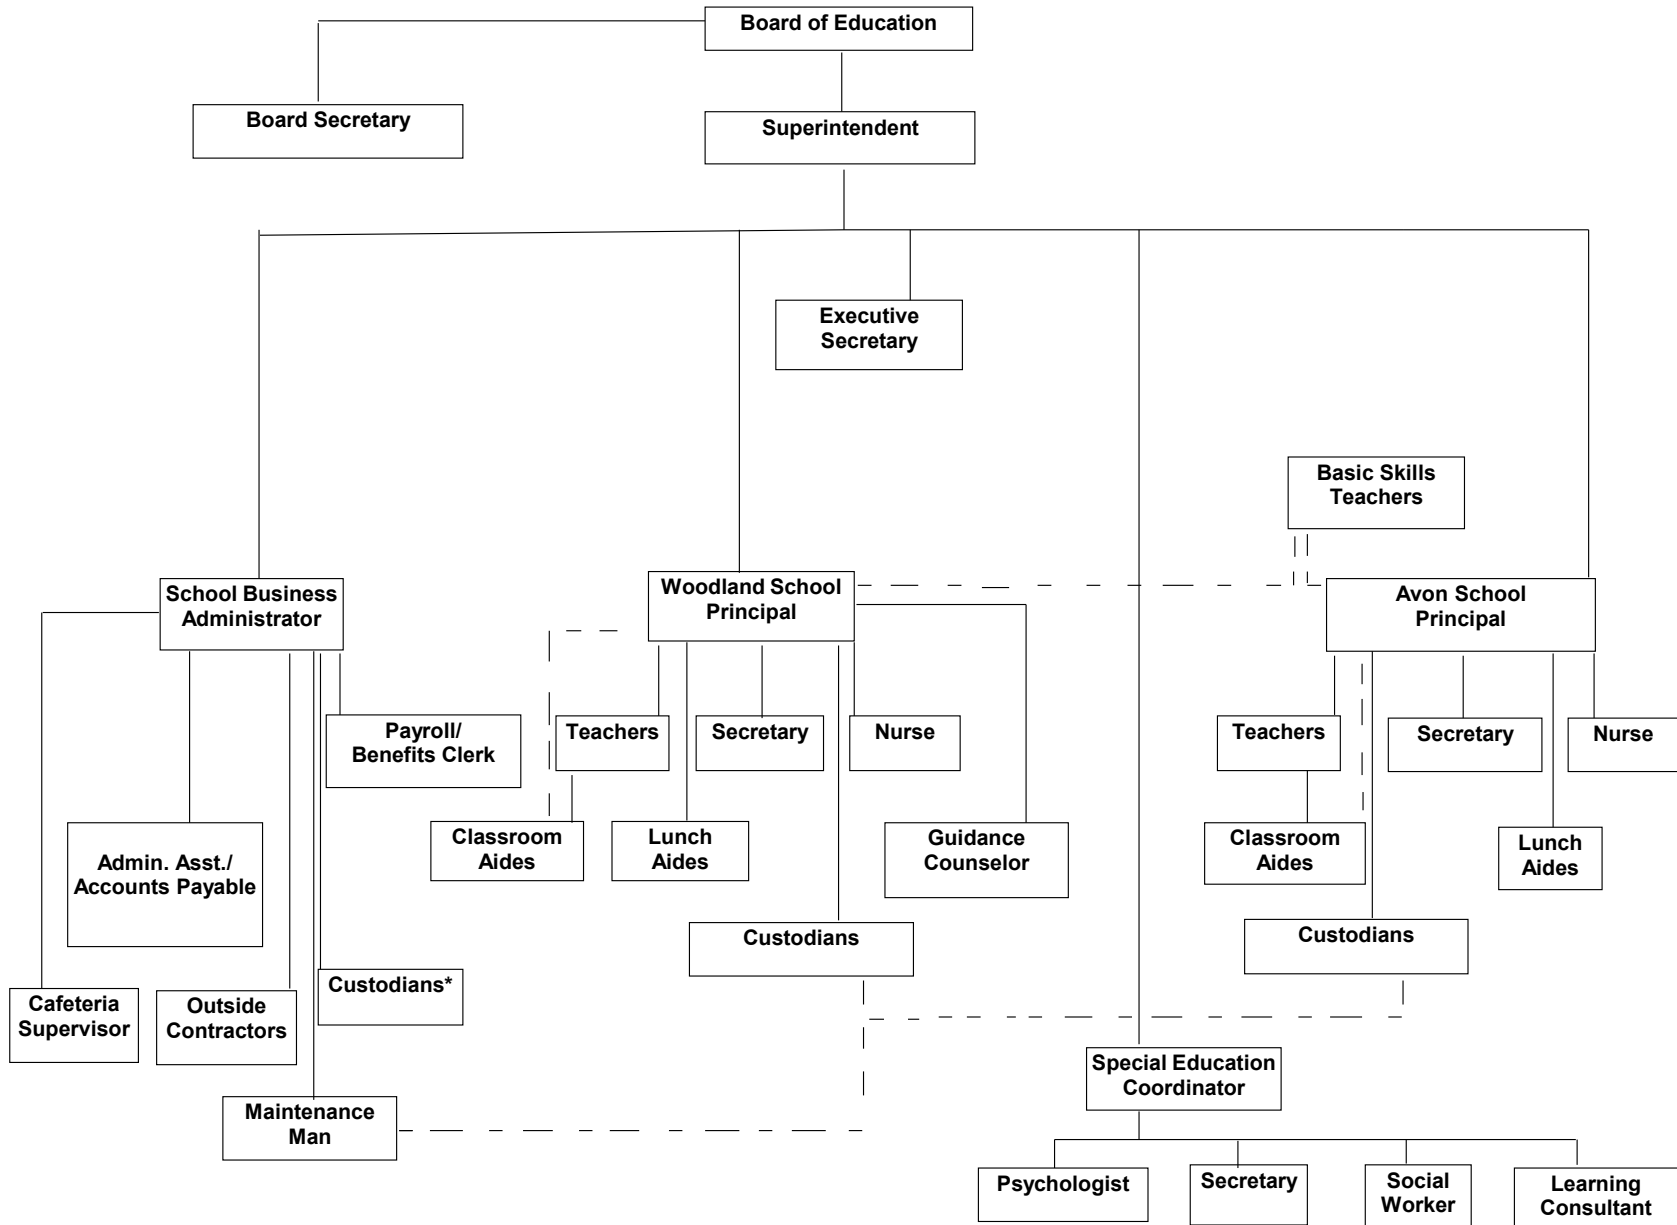 Board of Education
Board Secretary
Superintendent
Executive
Secretary
Basic Skills
Teachers
School Business
Administrator
Woodland School
Principal
Avon School
Principal
Payroll/
Benefits Clerk
Teachers
Secretary
Nurse
Teachers
Secretary
Nurse
Admin. Asst./
Accounts Payable
Classroom
Aides
Lunch
Aides
Guidance
Counselor
Classroom
Aides
Lunch
Aides
Custodians
Custodians
Cafeteria
Supervisor
Outside
Contractors
Custodians*
Special Education
Coordinator
Maintenance
Man
Psychologist
Secretary
Social
Worker
Learning
Consultant